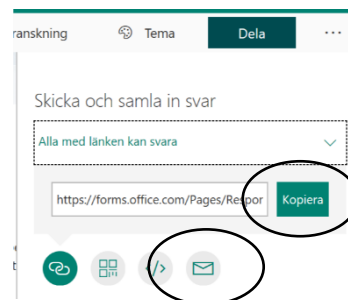 ranskning Tema Dela ...
Skicka och samla in svar
Alla med länken kan svara
https://forms.office.com/Pages/Respor Kopiera
</>